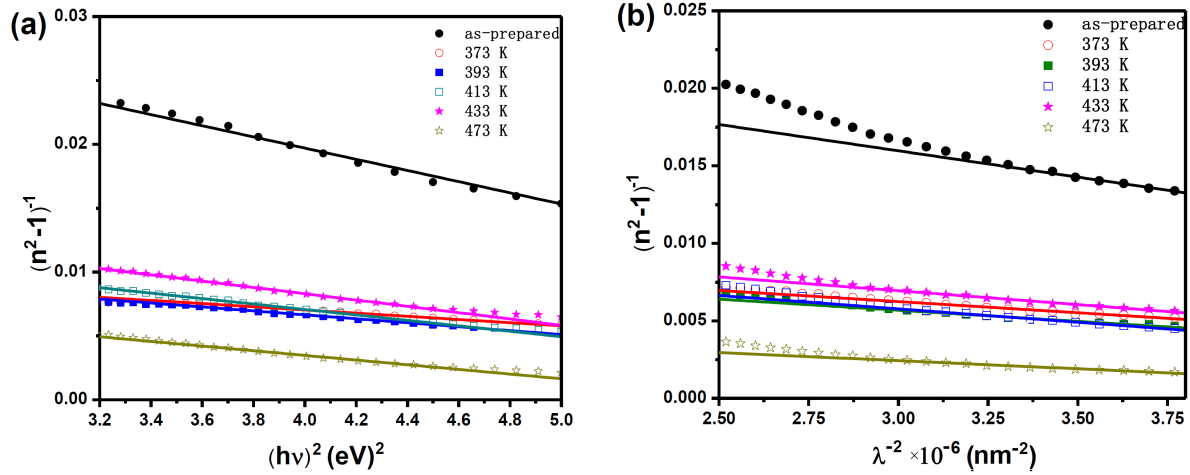 (a)
0.03
0.02
0.01
0.00
(n²-1)⁻¹
3.2 3.4 3.6 3.8 4.0 4.2 4.4 4.6 4.8 5.0
(hν)² (eV)²
as-prepared
373 K
393 K
413 K
433 K
473 K
(b)
0.025
0.020
0.015
0.010
0.005
0.000
(n²-1)⁻¹
2.50 2.75 3.00 3.25 3.50 3.75
λ⁻² ×10⁻⁶ (nm⁻²)
as-prepared
373 K
393 K
413 K
433 K
473 K